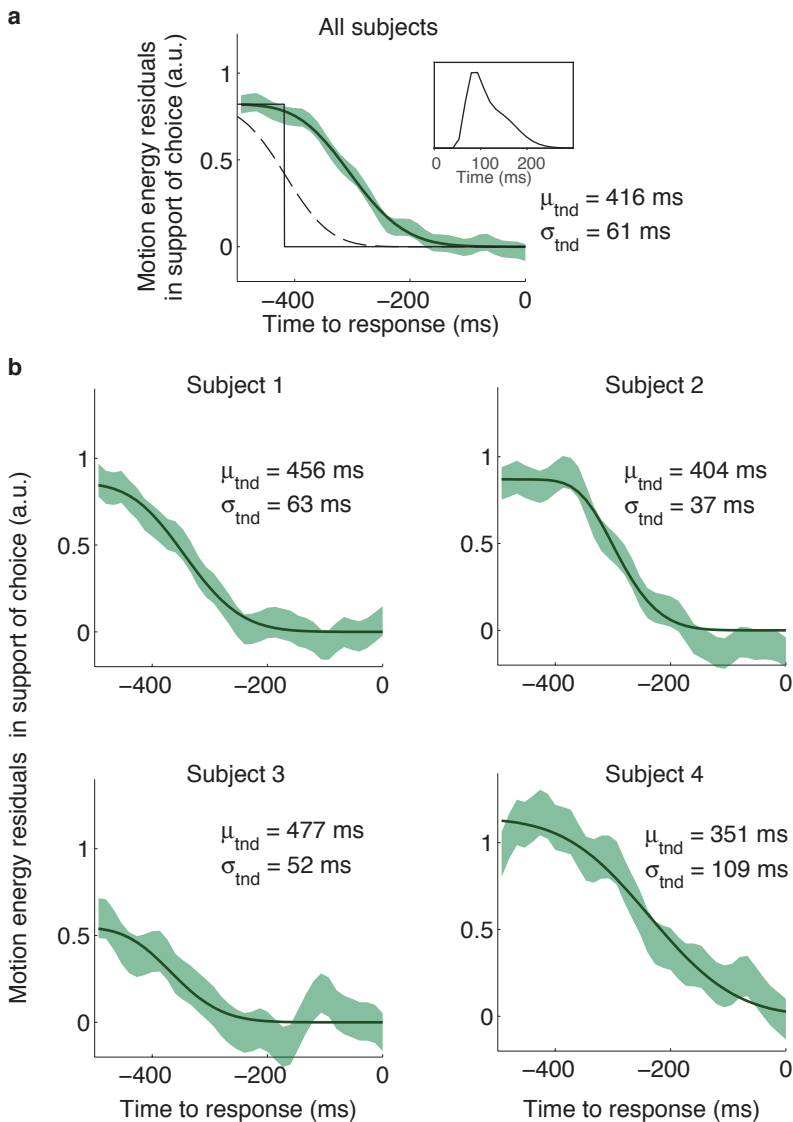 a
All subjects
Motion energy residuals
in support of choice (a.u.)
1
0.5
0
−400
−200
0
Time to response (ms)
0
100
200
Time (ms)
μtnd = 416 ms
σtnd = 61 ms
b
Motion energy residuals in support of choice (a.u.)
Subject 1
1
0.5
0
−400
−200
0
μtnd = 456 ms
σtnd = 63 ms
Subject 2
1
0.5
0
−400
−200
0
μtnd = 404 ms
σtnd = 37 ms
Subject 3
1
0.5
0
−400
−200
0
μtnd = 477 ms
σtnd = 52 ms
Time to response (ms)
Subject 4
1
0.5
0
−400
−200
0
μtnd = 351 ms
σtnd = 109 ms
Time to response (ms)